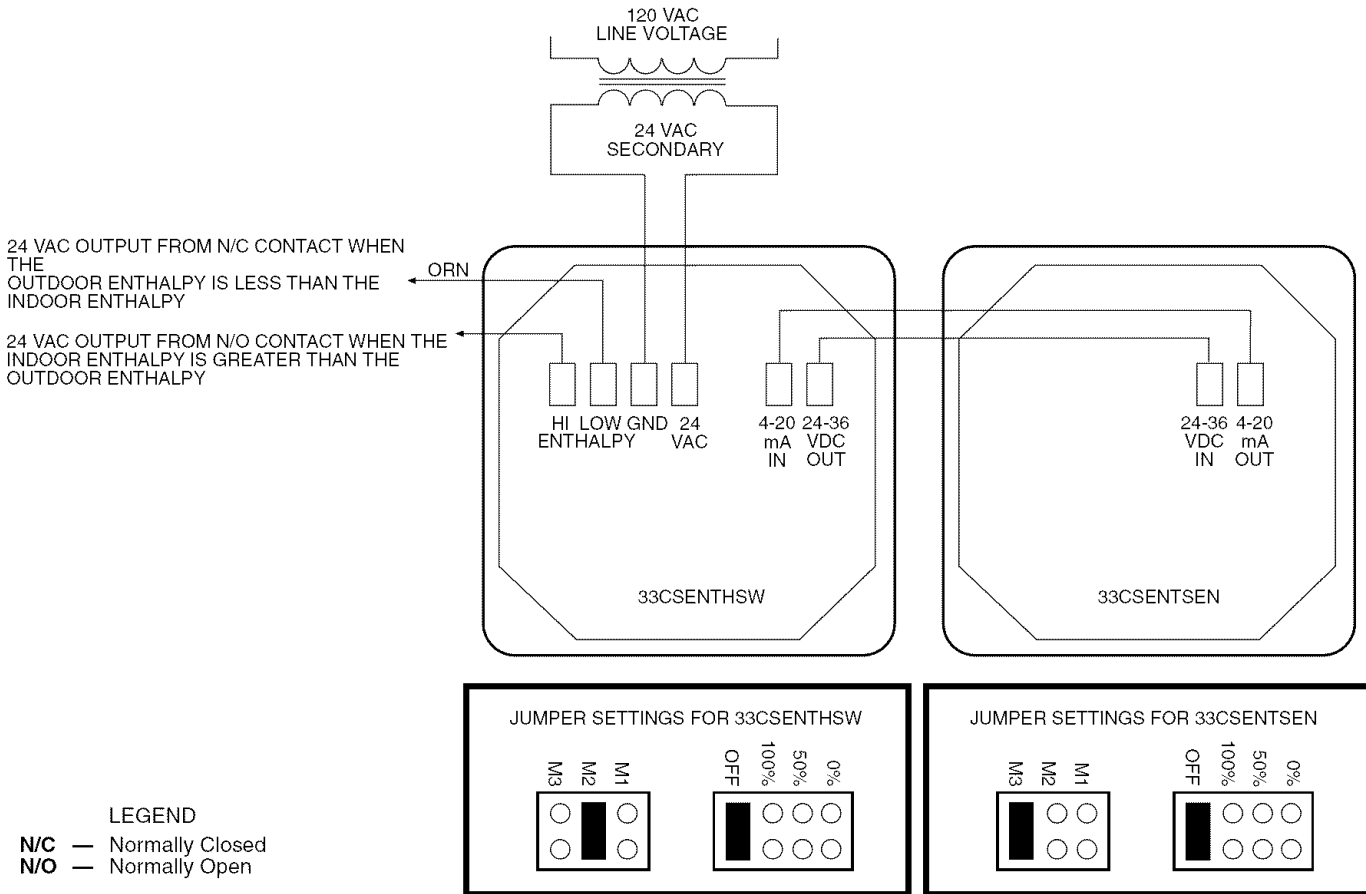 120 VAC
LINE VOLTAGE
24 VAC
SECONDARY
24 VAC OUTPUT FROM N/C CONTACT WHEN
THE
OUTDOOR ENTHALPY IS LESS THAN THE
INDOOR ENTHALPY
ORN
24 VAC OUTPUT FROM N/O CONTACT WHEN THE
INDOOR ENTHALPY IS GREATER THAN THE
OUTDOOR ENTHALPY
HI LOW GND 24
ENTHALPY VAC
4-20 24-36
mA VDC
IN OUT
33CSENTHSW
24-36 4-20
VDC mA
IN OUT
33CSENTSEN
JUMPER SETTINGS FOR 33CSENTHSW
M3 M2 M1
OFF 100% 50% 0%
JUMPER SETTINGS FOR 33CSENTSEN
M3 M2 M1
OFF 100% 50% 0%
LEGEND
N/C — Normally Closed
N/O — Normally Open